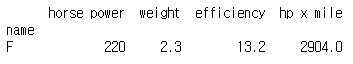 horse power weight efficiency hp x mile
name
F 220 2.3 13.2 2904.0